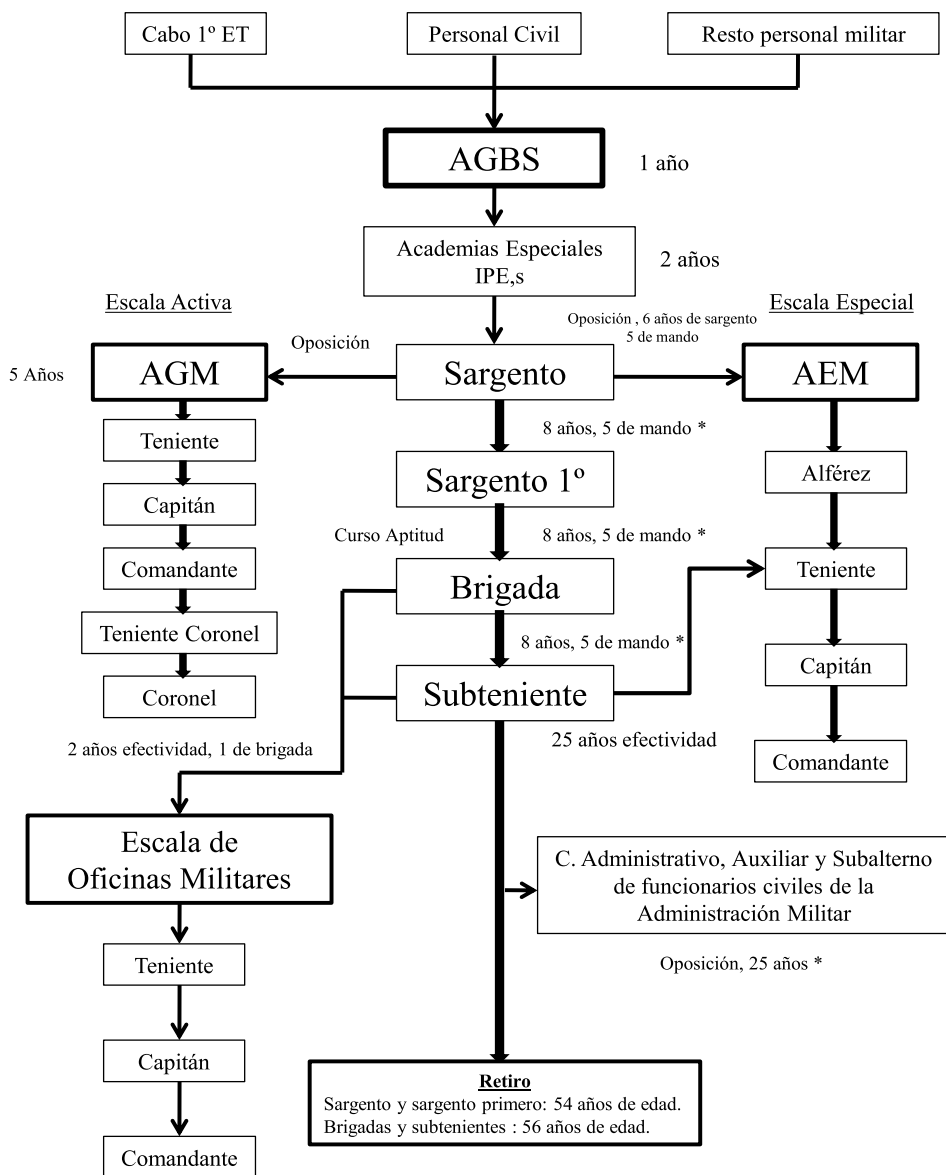 Cabo 1º ET
Personal Civil
Resto personal militar
AGBS
1 año
Academias Especiales
IPE,s
2 años
Escala Activa
Escala Especial
Oposición
Oposición , 6 años de sargento
5 de mando
5 Años
AGM
Sargento
AEM
Teniente
8 años, 5 de mando *
Alférez
Sargento 1º
Capitán
Curso Aptitud
8 años, 5 de mando *
Comandante
Brigada
Teniente
Teniente Coronel
8 años, 5 de mando *
Capitán
Coronel
Subteniente
2 años efectividad, 1 de brigada
25 años efectividad
Comandante
Escala de
Oficinas Militares
C. Administrativo, Auxiliar y Subalterno
de funcionarios civiles de la
Administración Militar
Teniente
Oposición, 25 años *
Capitán
Retiro
Sargento y sargento primero: 54 años de edad.
Brigadas y subtenientes : 56 años de edad.
Comandante